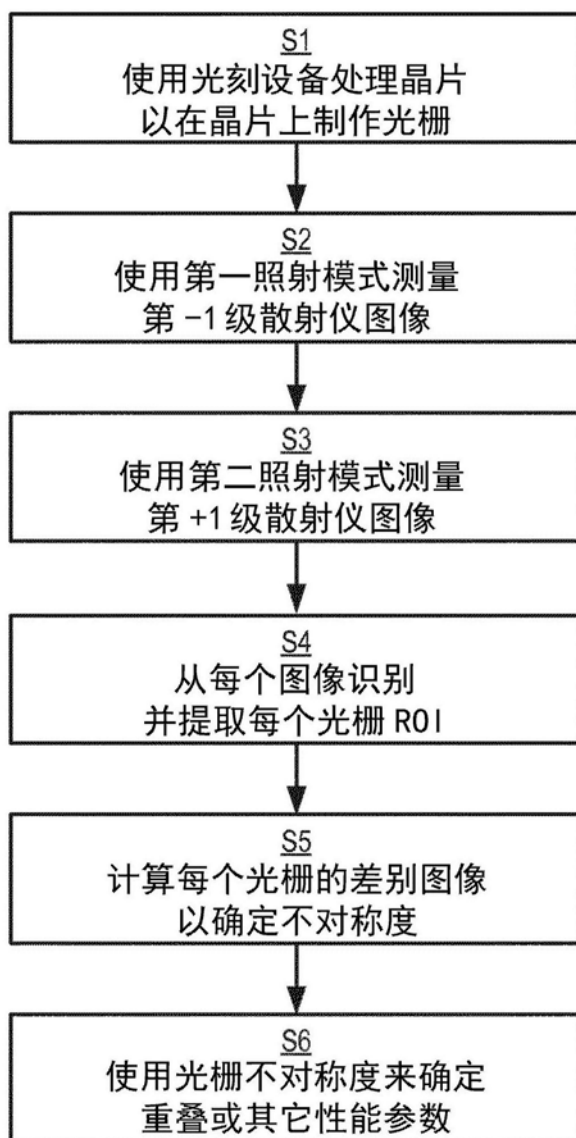 S1
使用光刻设备处理晶片
以在晶片上制作光栅
S2
使用第一照射模式测量
第 -1 级散射仪图像
S3
使用第二照射模式测量
第 +1 级散射仪图像
S4
从每个图像识别
并提取每个光栅 ROI
S5
计算每个光栅的差别图像
以确定不对称度
S6
使用光栅不对称度来确定
重叠或其它性能参数